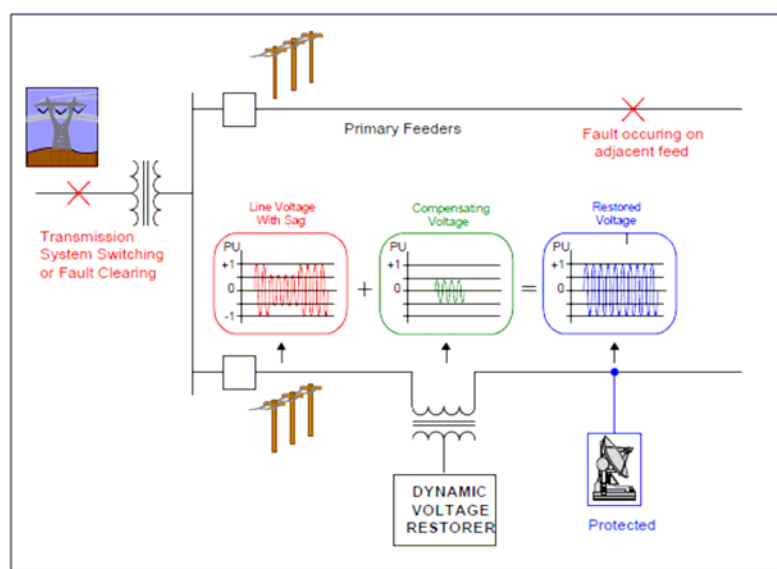 Primary Feeders
Fault occuring on
adjacent feed
Transmission
System Switching
or Fault Clearing
Line Voltage
With Sag
PU
+1
0
-1
+
Compensating
Voltage
PU
0
=
Restored
Voltage
PU
+1
0
DYNAMIC
VOLTAGE
RESTORER
Protected